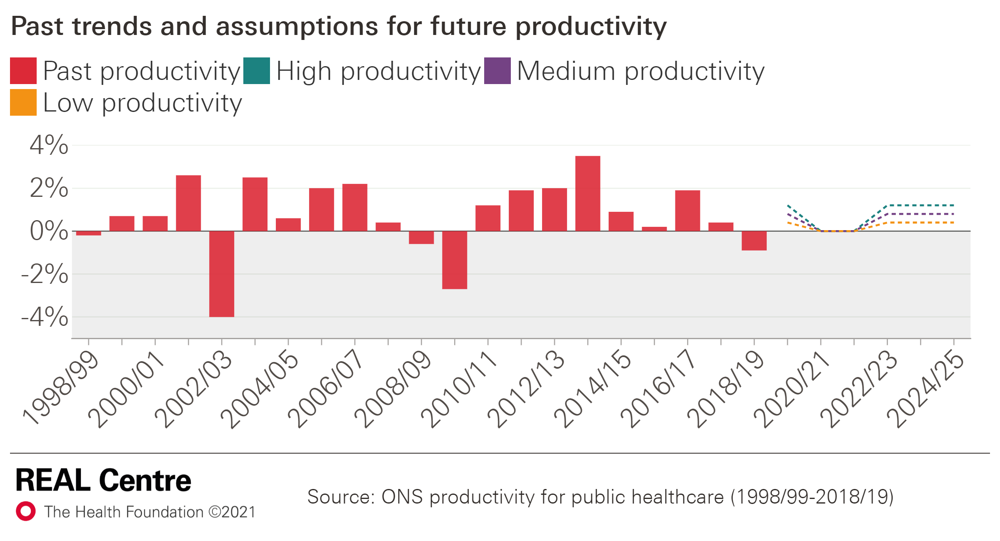 Past trends and assumptions for future productivity
Past productivity High productivity Medium productivity
Low productivity
4%
2%
0%
-2%
-4%
1998/99 2000/01 2002/03 2004/05 2006/07 2008/09 2010/11 2012/13 2014/15 2016/17 2018/19 2020/21 2022/23 2024/25
REAL Centre
The Health Foundation ©2021
Source: ONS productivity for public healthcare (1998/99-2018/19)